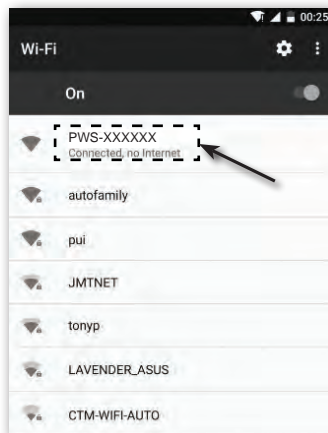 00:25
Wi-Fi
On
PWS-XXXXXX
Connected, no Internet
autofamily
pui
JMTNET
tonyp
LAVENDER_ASUS
CTM-WIFI-AUTO